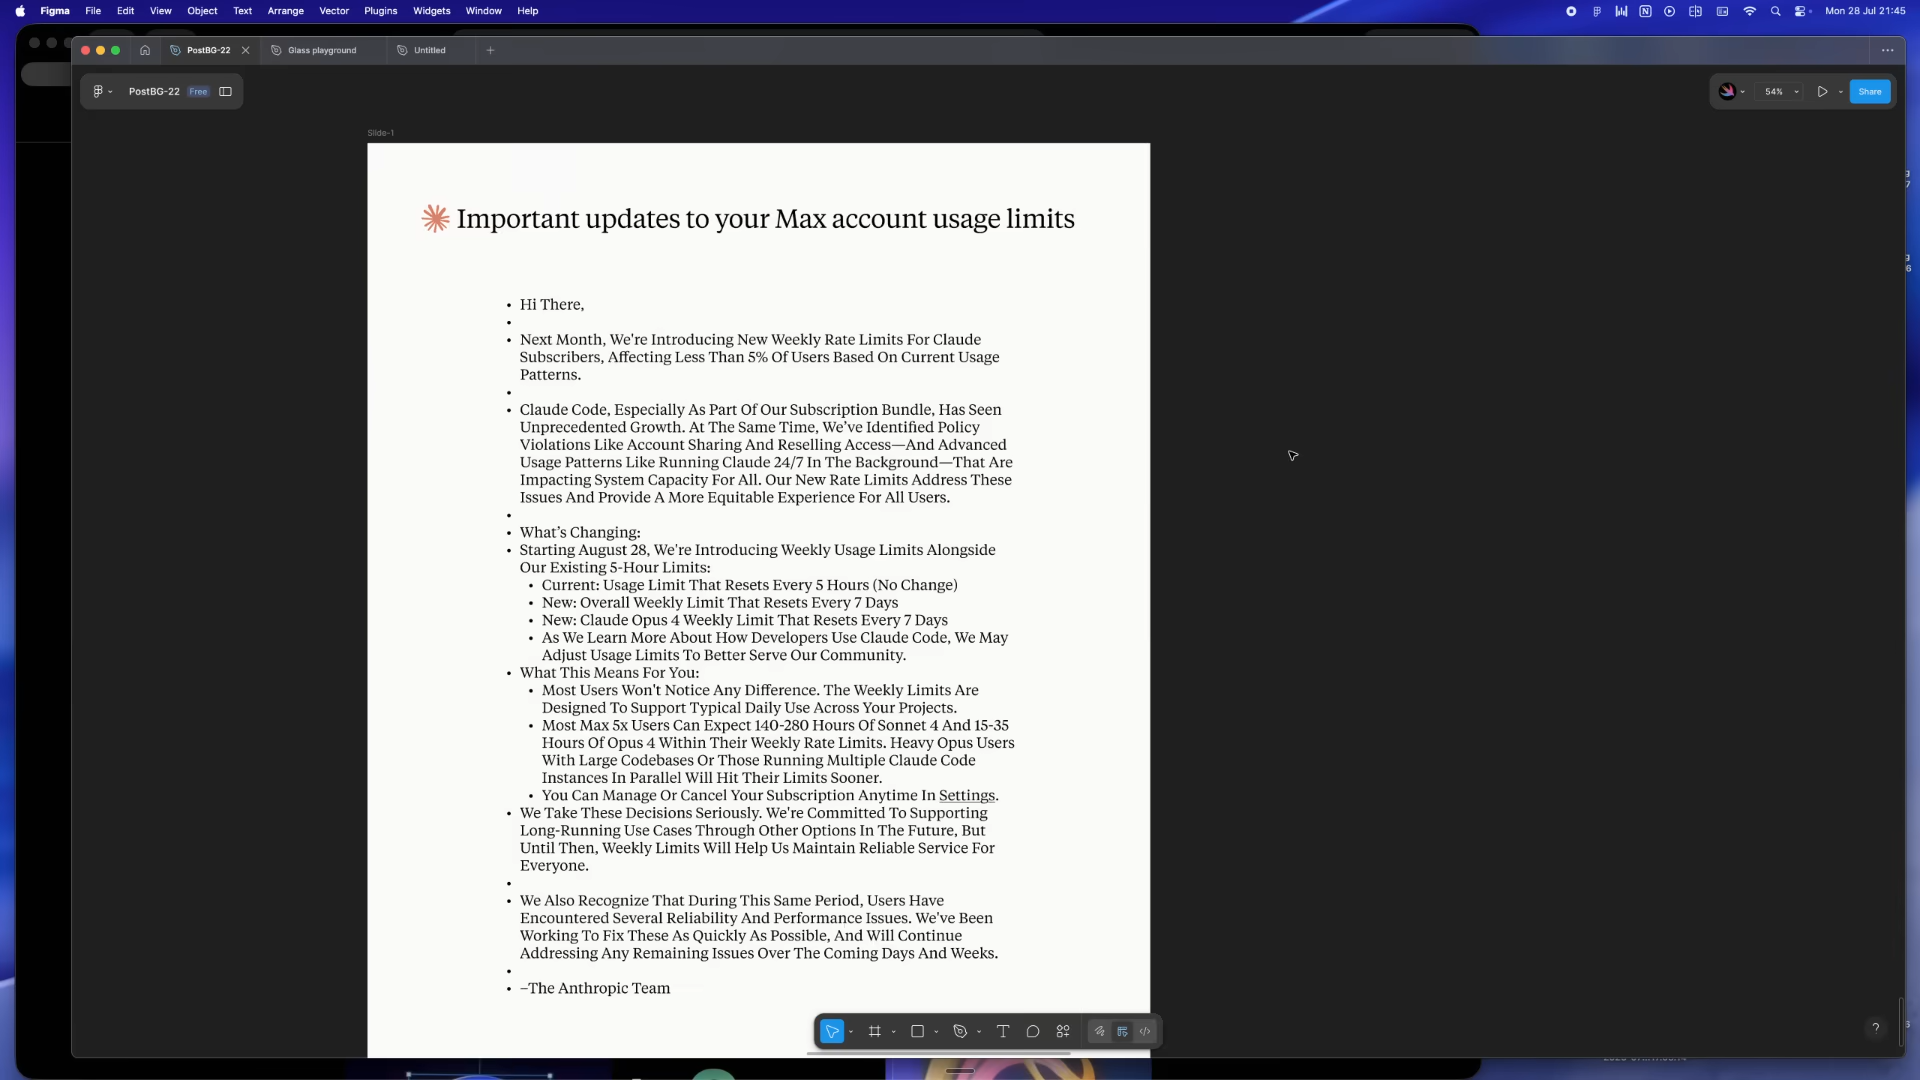 Figma File Edit View Object Text Arrange Vector Plugins Widgets Window Help
Mon 28 Jul 21:45
PostBG-22
Glass playground
Untitled
PostBG-22 Free
54%
Share
Slide-1
Important updates to your Max account usage limits
• Hi There,
•
• Next Month, We're Introducing New Weekly Rate Limits For Claude
Subscribers, Affecting Less Than 5% Of Users Based On Current Usage
Patterns.
•
• Claude Code, Especially As Part Of Our Subscription Bundle, Has Seen
Unprecedented Growth. At The Same Time, We’ve Identified Policy
Violations Like Account Sharing And Reselling Access—And Advanced
Usage Patterns Like Running Claude 24/7 In The Background—That Are
Impacting System Capacity For All. Our New Rate Limits Address These
Issues And Provide A More Equitable Experience For All Users.
•
• What’s Changing:
• Starting August 28, We're Introducing Weekly Usage Limits Alongside
Our Existing 5-Hour Limits:
• Current: Usage Limit That Resets Every 5 Hours (No Change)
• New: Overall Weekly Limit That Resets Every 7 Days
• New: Claude Opus 4 Weekly Limit That Resets Every 7 Days
• As We Learn More About How Developers Use Claude Code, We May
Adjust Usage Limits To Better Serve Our Community.
• What This Means For You:
• Most Users Won't Notice Any Difference. The Weekly Limits Are
Designed To Support Typical Daily Use Across Your Projects.
• Most Max 5x Users Can Expect 140-280 Hours Of Sonnet 4 And 15-35
Hours Of Opus 4 Within Their Weekly Rate Limits. Heavy Opus Users
With Large Codebases Or Those Running Multiple Claude Code
Instances In Parallel Will Hit Their Limits Sooner.
• You Can Manage Or Cancel Your Subscription Anytime In Settings.
• We Take These Decisions Seriously. We're Committed To Supporting
Long-Running Use Cases Through Other Options In The Future, But
Until Then, Weekly Limits Will Help Us Maintain Reliable Service For
Everyone.
•
• We Also Recognize That During This Same Period, Users Have
Encountered Several Reliability And Performance Issues. We've Been
Working To Fix These As Quickly As Possible, And Will Continue
Addressing Any Remaining Issues Over The Coming Days And Weeks.
•
• –The Anthropic Team